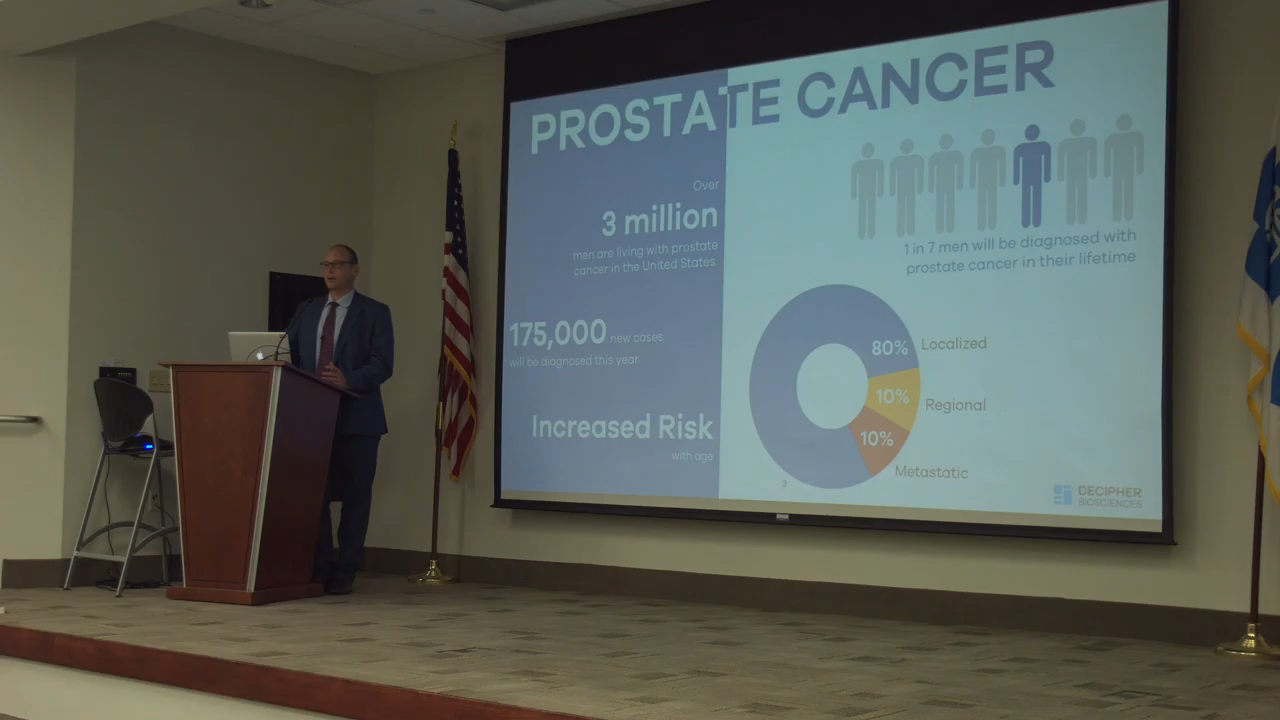 PROSTATE CANCER
Over
3 million
men are living with prostate
cancer in the United States.
175,000 new cases
will be diagnosed this year.
Increased Risk
with age
1 in 7 men will be diagnosed with
prostate cancer in their lifetime
80% Localized
10% Regional
10%
Metastatic
3
DECIPHER
BIOSCIENCES